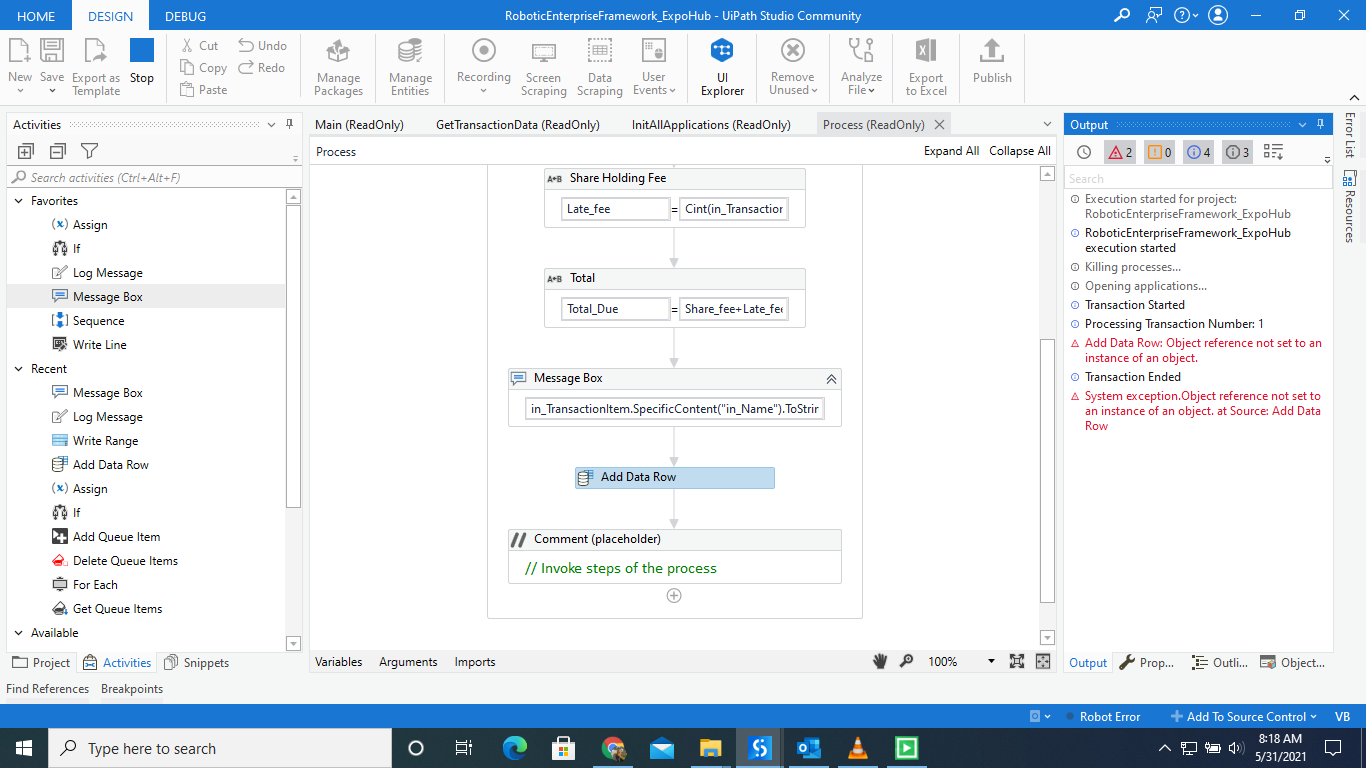 HOME DESIGN DEBUG RoboticEnterpriseFramework_ExpoHub - UiPath Studio Community
New Save Export as Template Stop
Cut Undo
Copy Redo
Paste
Manage Packages Manage Entities Recording Screen Scraping Data Scraping User Events UI Explorer Remove Unused Analyze File Export to Excel Publish
Activities
Search activities (Ctrl+Alt+F)
Favorites
Assign
If
Log Message
Message Box
Sequence
Write Line
Recent
Message Box
Log Message
Write Range
Add Data Row
Assign
If
Add Queue Item
Delete Queue Items
For Each
Get Queue Items
Available
Project Activities Snippets
Find References Breakpoints
Main (ReadOnly) GetTransactionData (ReadOnly) InitAllApplications (ReadOnly) Process (ReadOnly)
Process Expand All Collapse All
A+B Share Holding Fee
Late_fee = Cint(in_Transaction
A+B Total
Total_Due = Share_fee+Late_fee
Message Box
in_TransactionItem.SpecificContent("in_Name").ToStrin
Add Data Row
// Comment (placeholder)
// Invoke steps of the process
Variables Arguments Imports 100%
Output
2 0 4 3
Search
Execution started for project:
RoboticEnterpriseFramework_ExpoHub
RoboticEnterpriseFramework_ExpoHub
execution started
Killing processes...
Opening applications...
Transaction Started
Processing Transaction Number: 1
Add Data Row: Object reference not set to an
instance of an object.
Transaction Ended
System exception.Object reference not set to
an instance of an object. at Source: Add Data
Row
Output Prop... Outli... Object...
Error List
Resources
Robot Error Add To Source Control VB
Type here to search
8:18 AM
5/31/2021